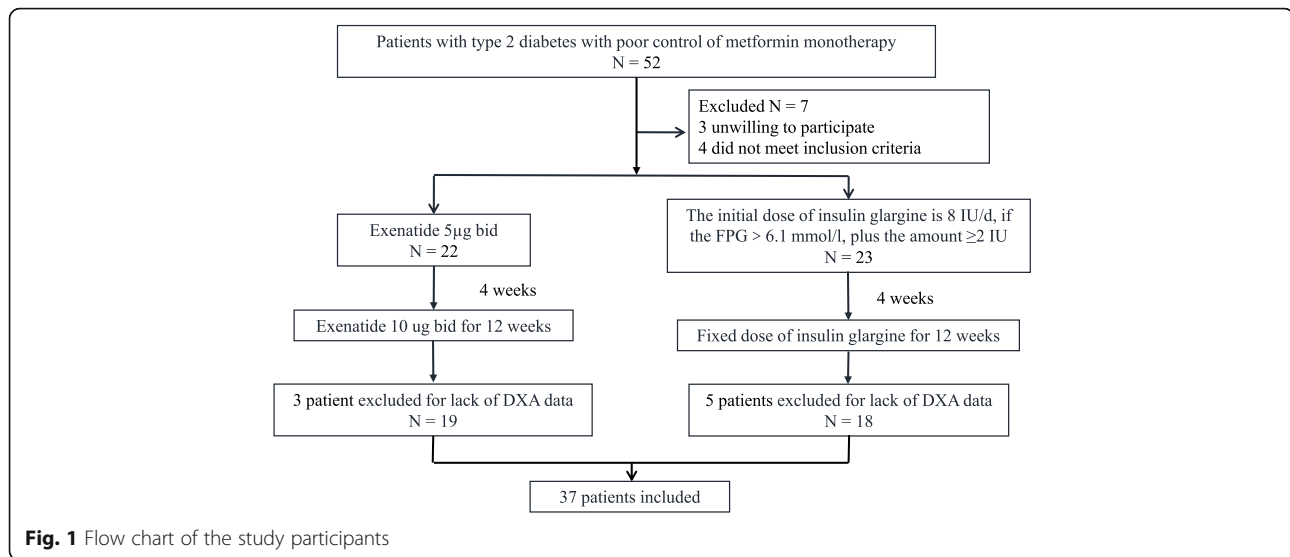 Patients with type 2 diabetes with poor control of metformin monotherapy
N = 52
Excluded N = 7
3 unwilling to participate
4 did not meet inclusion criteria
Exenatide 5μg bid
N = 22
The initial dose of insulin glargine is 8 IU/d, if
the FPG > 6.1 mmol/l, plus the amount ≥2 IU
N = 23
4 weeks
4 weeks
Exenatide 10 ug bid for 12 weeks
Fixed dose of insulin glargine for 12 weeks
3 patient excluded for lack of DXA data
N = 19
5 patients excluded for lack of DXA data
N = 18
37 patients included
Fig. 1 Flow chart of the study participants